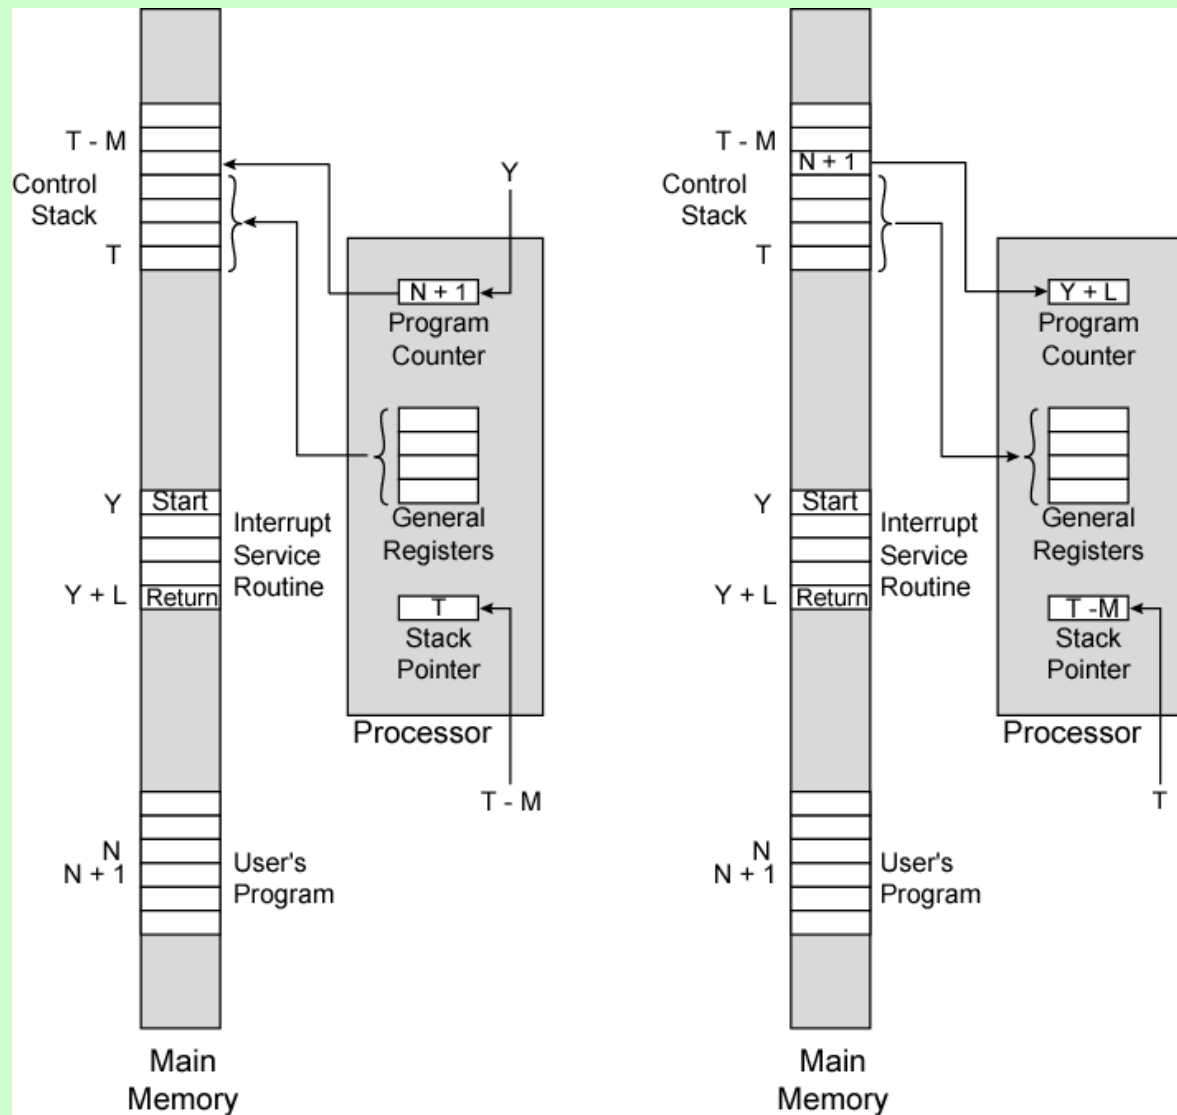 T - M
Control
Stack
T
Y
N + 1
Program
Counter
General
Registers
Y
Start
Interrupt
Service
Routine
Y + L
Return
T
Stack
Pointer
Processor
T - M
N
N + 1
User's
Program
Main
Memory
T - M
N + 1
Control
Stack
T
Y + L
Program
Counter
General
Registers
Y
Start
Interrupt
Service
Routine
Y + L
Return
T -M
Stack
Pointer
Processor
T
N
N + 1
User's
Program
Main
Memory